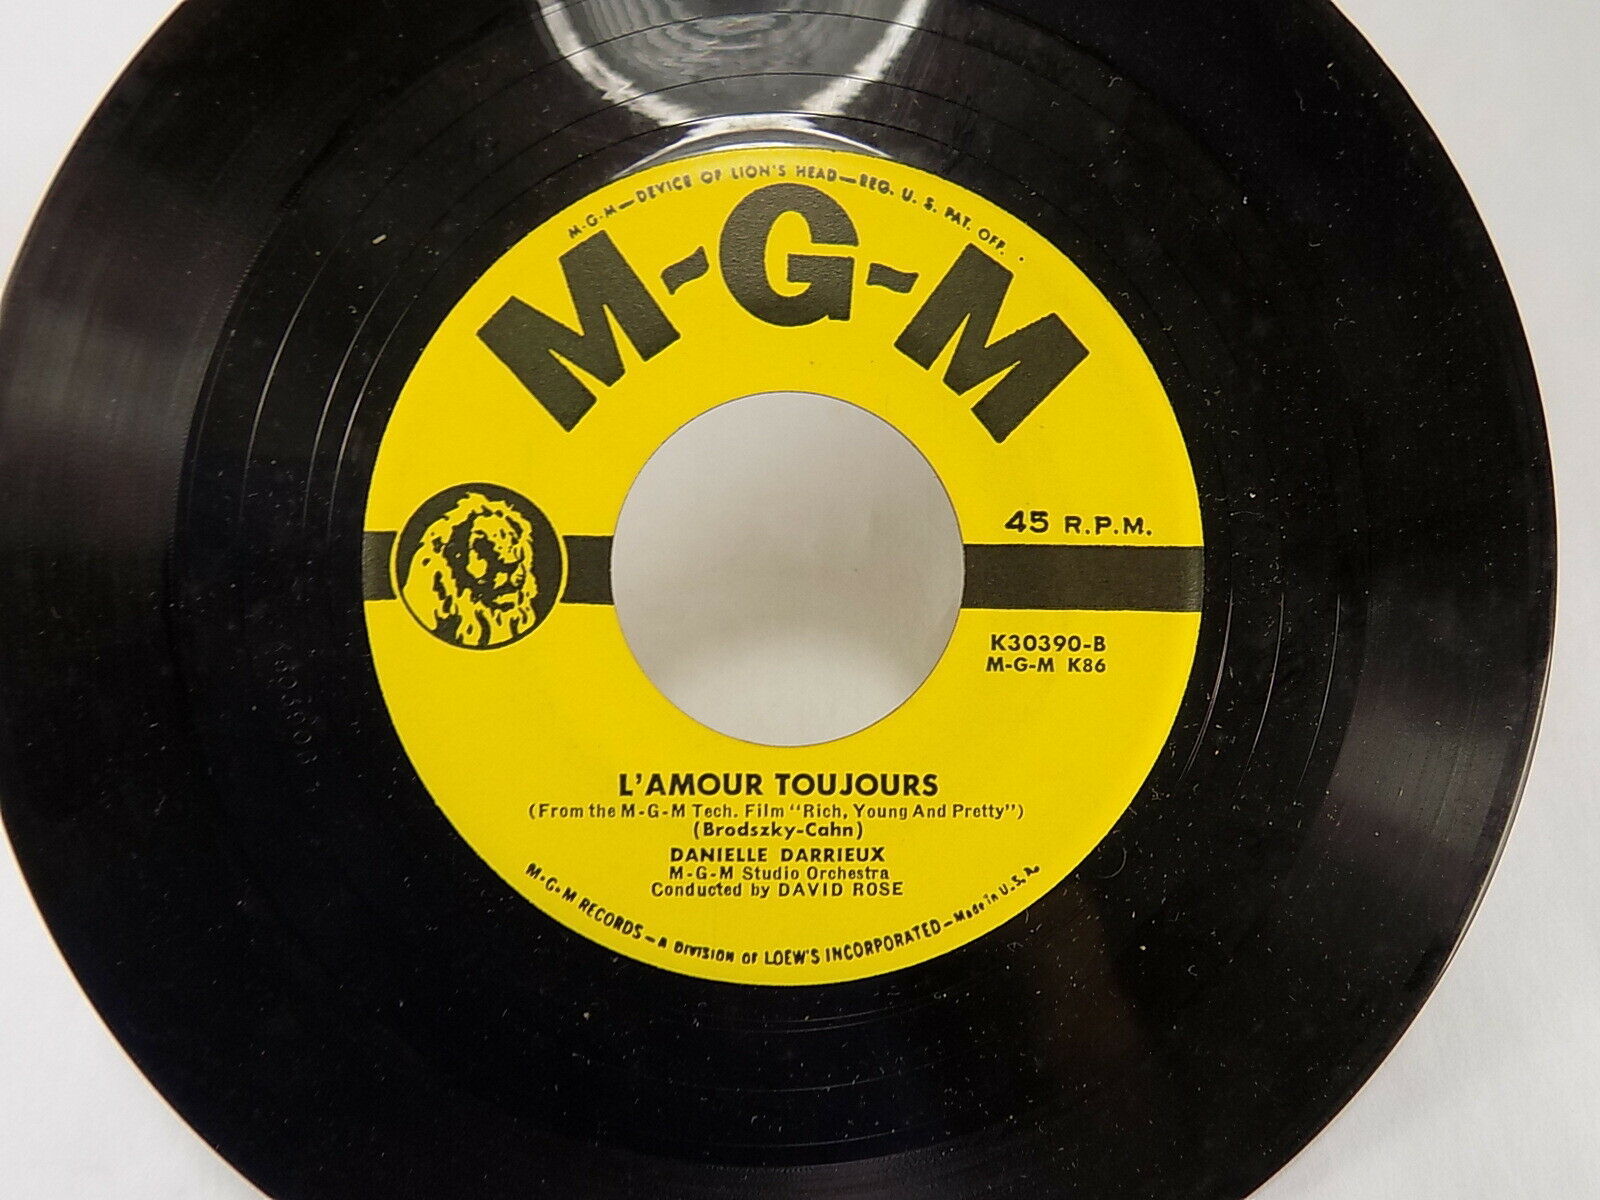 M-G-M—DEVICE OF LION'S HEAD—REG. U. S. PAT. OFF.
M-G-M
45 R.P.M.
K30390-B
M-G-M K86
L'AMOUR TOUJOURS
(From the M-G-M Tech. Film "Rich, Young And Pretty")
(Brodszky-Cahn)
DANIELLE DARRIEUX
M-G-M Studio Orchestra
Conducted by DAVID ROSE
M-G-M RECORDS—A DIVISION OF LOEW'S INCORPORATED—Made in U.S.A.